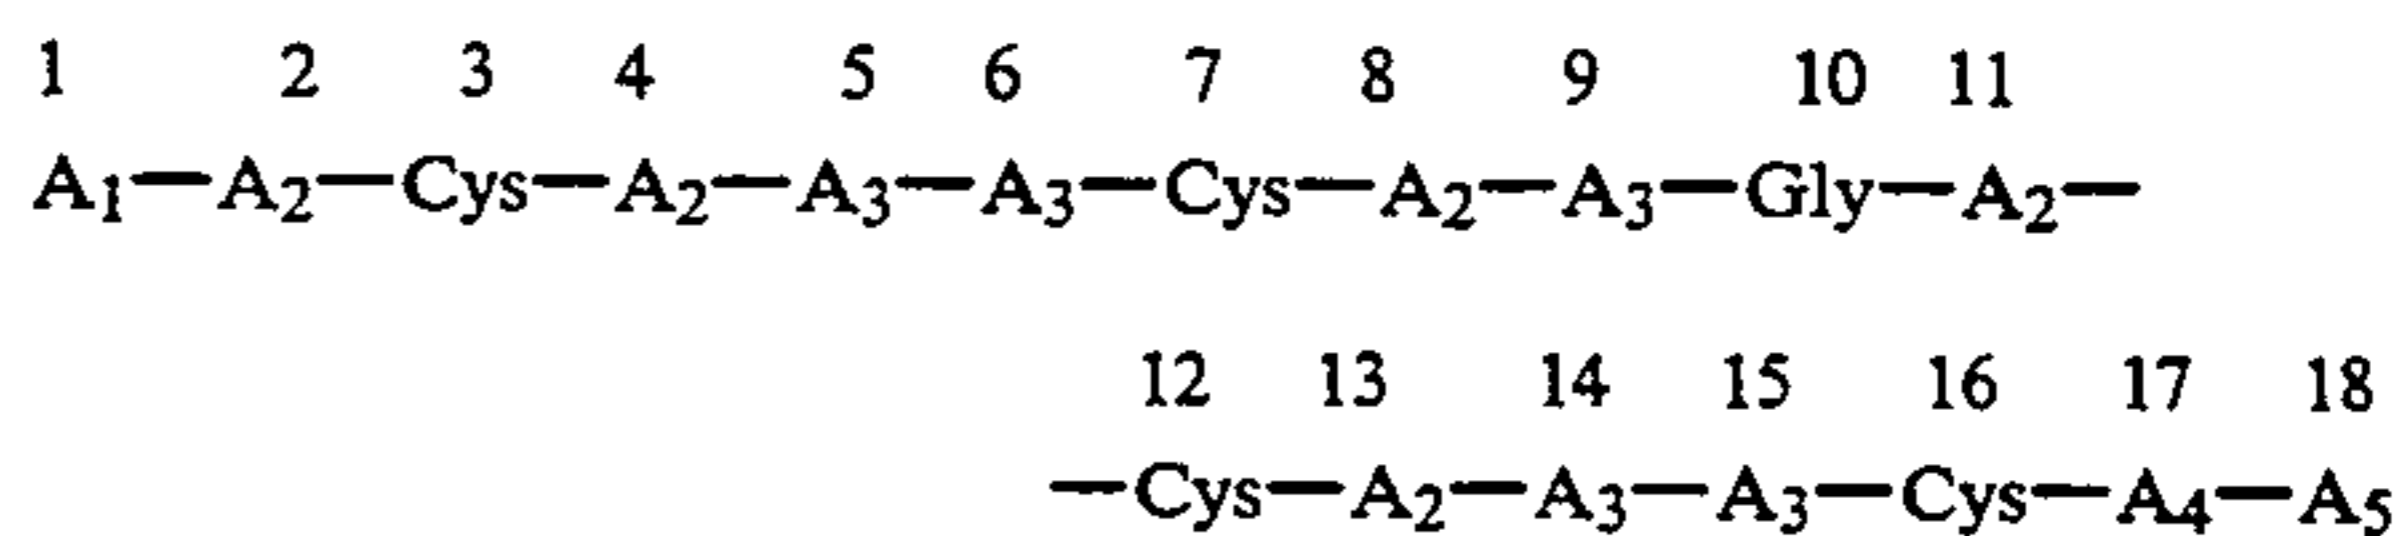 1 2 3 4 5 6 7 8 9 10 11
A₁—A₂—Cys—A₂—A₃—A₃—Cys—A₂—A₃—Gly—A₂—
12 13 14 15 16 17 18
—Cys—A₂—A₃—A₃—Cys—A₄—A₅